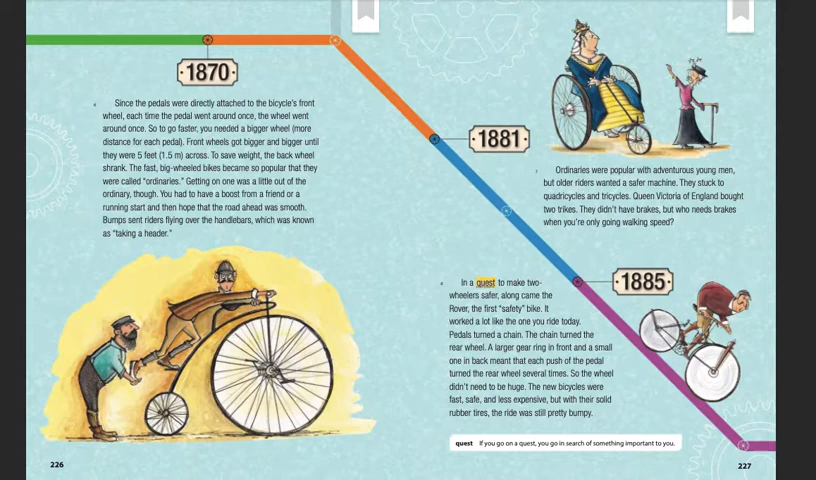 1870
6 Since the pedals were directly attached to the bicycle's front
wheel, each time the pedal went around once, the wheel went
around once. So to go faster, you needed a bigger wheel (more
distance for each pedal). Front wheels got bigger and bigger until
they were 5 feet (1.5 m) across. To save weight, the back wheel
shrank. The fast, big-wheeled bikes became so popular that they
were called "ordinaries." Getting on one was a little out of the
ordinary, though. You had to have a boost from a friend or a
running start and then hope that the road ahead was smooth.
Bumps sent riders flying over the handlebars, which was known
as "taking a header."
226
1881
7 Ordinaries were popular with adventurous young men,
but older riders wanted a safer machine. They stuck to
quadricycles and tricycles. Queen Victoria of England bought
two trikes. They didn't have brakes, but who needs brakes
when you're only going walking speed?
1885
8 In a quest to make two-
wheelers safer, along came the
Rover, the first "safety" bike. It
worked a lot like the one you ride today.
Pedals turned a chain. The chain turned the
rear wheel. A larger gear ring in front and a small
one in back meant that each push of the pedal
turned the rear wheel several times. So the wheel
didn't need to be huge. The new bicycles were
fast, safe, and less expensive, but with their solid
rubber tires, the ride was still pretty bumpy.
quest If you go on a quest, you go in search of something important to you.
227